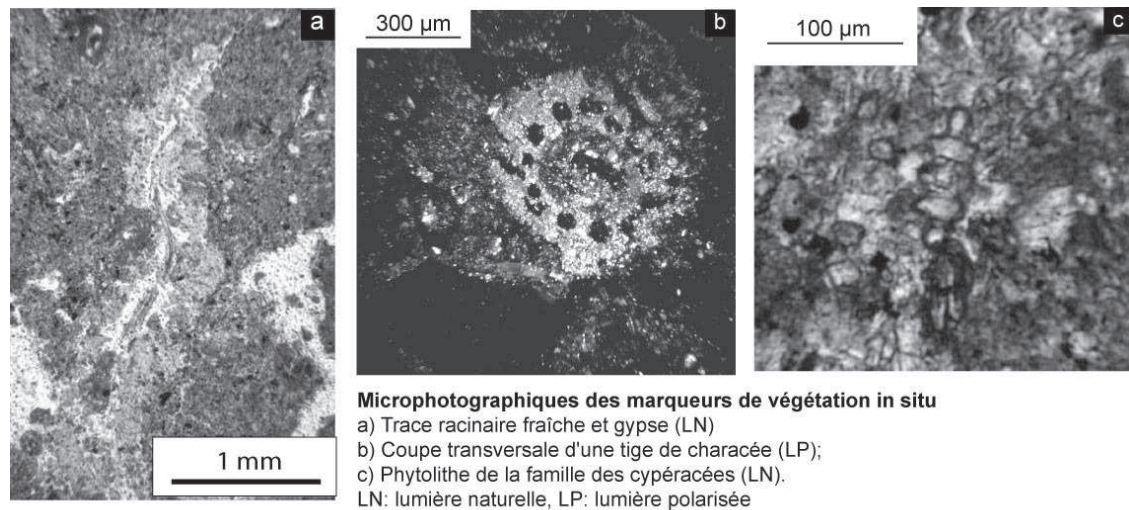 a
300 µm
b
100 µm
c
1 mm
Microphotographiques des marqueurs de végétation in situ
a) Trace racinaire fraîche et gypse (LN)
b) Coupe transversale d'une tige de characée (LP);
c) Phytolithe de la famille des cypéracées (LN).
LN: lumière naturelle, LP: lumière polarisée